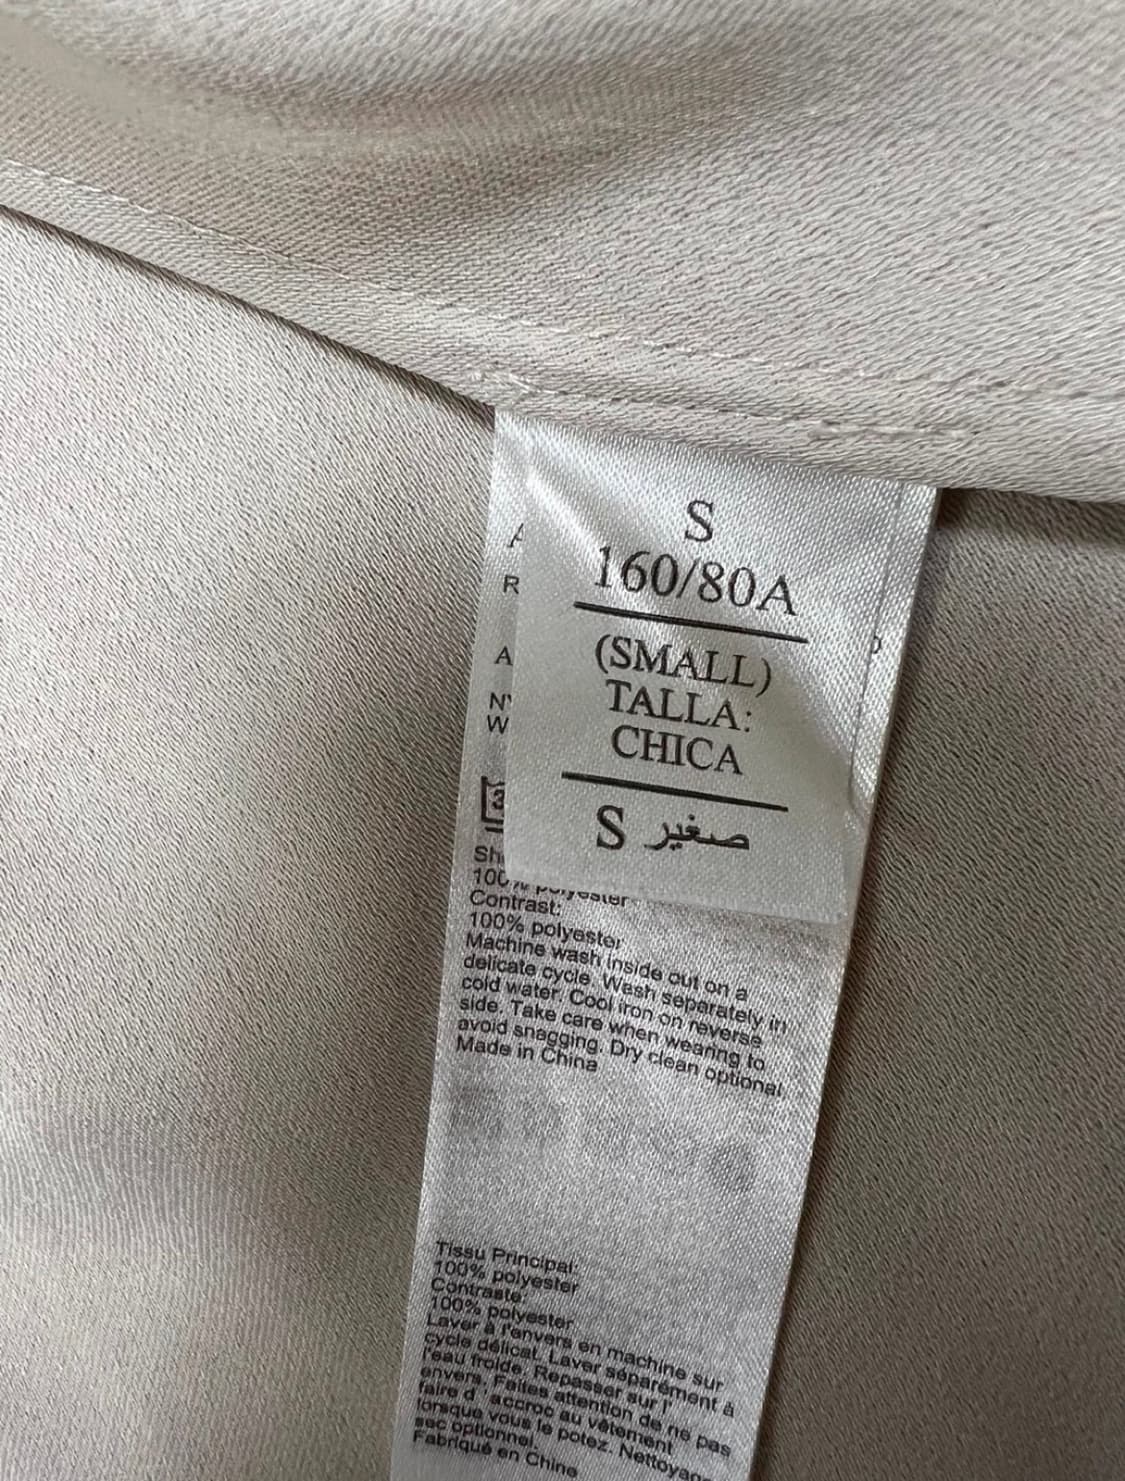 S
160/80A
(SMALL)
TALLA:
CHICA
S صغير
A
R
A
NY
W
3
Sh
100% polyester
Contrast:
100% polyester
Machine wash inside out on a
delicate cycle. Wash separately in
cold water. Cool iron on reverse
side. Take care when wearing to
avoid snagging. Dry clean optional
Made in China
Tissu Principal:
100% polyester
Contraste:
100% polyester
Laver à l'envers en machine sur
cycle délicat. Laver séparément à
l'eau froide. Repasser sur l'
envers. Faites attention de ne pas
faire d' accroc au vêtement
lorsque vous le potez. Nettoyage
sec optionnel.
Fabriqué en Chine